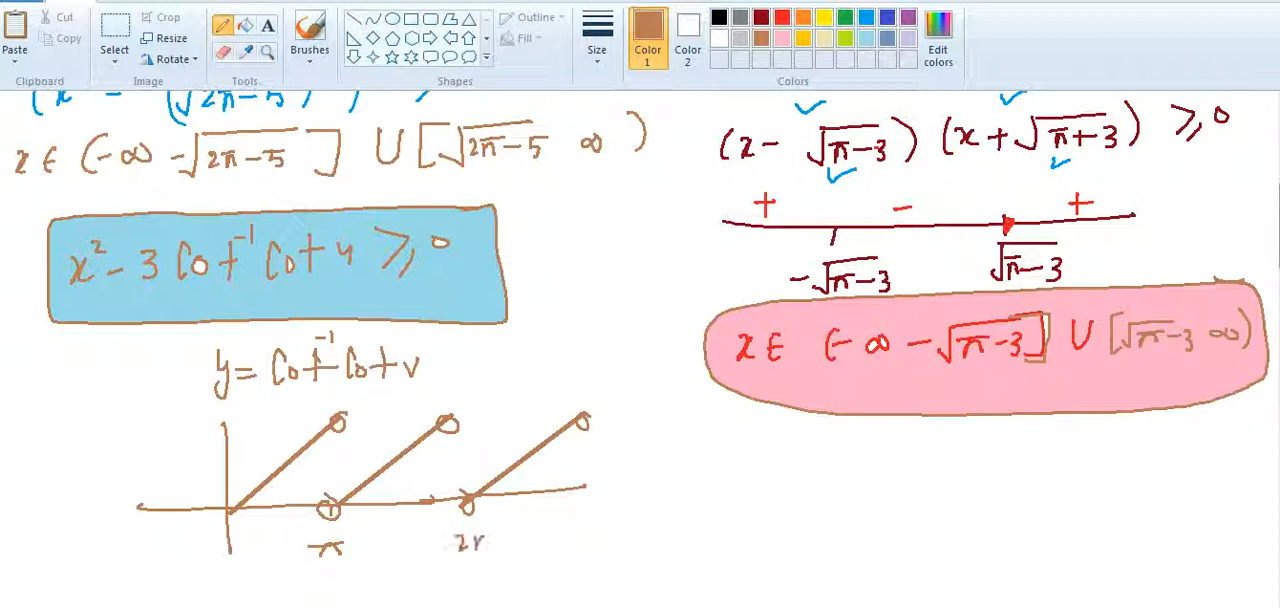 Cut
Copy
Paste
Clipboard
Select
Crop
Resize
Rotate
Image
A
Tools
Brushes
Shapes
Outline
Fill
Size
Color 1
Color 2
Edit colors
Colors
x ∈ (-∞ -√2π-5 ] ∪ [√2π-5 ∞ )
x² - 3 Cot⁻¹ Cot 4 ≥ 0
y = Cot⁻¹ Cot v
π
(x - √π-3 ) (x + √π+3 ) ≥ 0
+ - +
-√π-3 √π-3
x ∈ (-∞ -√π-3 ] ∪ [√π-3 ∞)